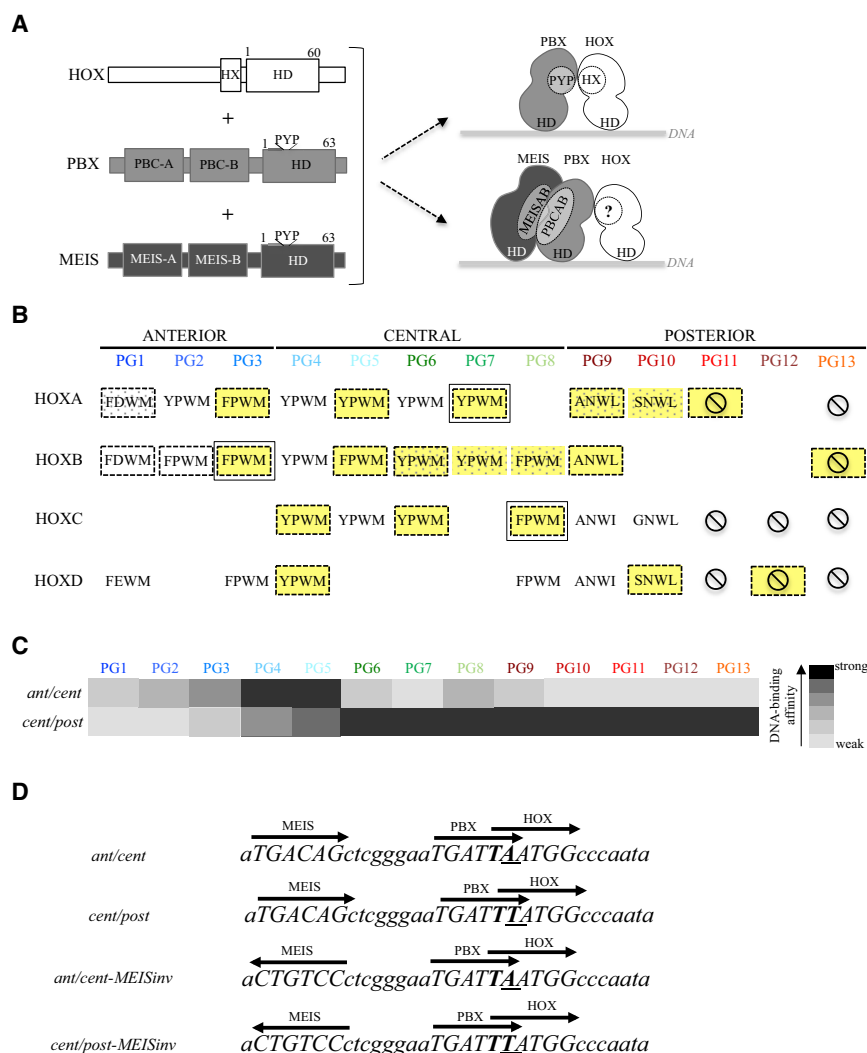 A
HOX HX 1 HD 60
+
PBX PBC-A PBC-B 1 PYP HD 63
+
MEIS MEIS-A MEIS-B 1 PYP HD 63
PBX HOX
PYP HX
HD HD
DNA
MEIS PBX HOX
MEISAB PBCAB ?
HD HD HD
DNA
B
ANTERIOR CENTRAL POSTERIOR
PG1 PG2 PG3 PG4 PG5 PG6 PG7 PG8 PG9 PG10 PG11 PG12 PG13
HOXA FDWM YPWM FPWM YPWM YPWM YPWM YPWM ANWL SNWL
HOXB FDWM FPWM FPWM YPWM FPWM YPWM YPWM FPWM ANWL
HOXC YPWM YPWM YPWM FPWM ANWI GNWL
HOXD FEWM FPWM YPWM FPWM ANWI SNWL
C
PG1 PG2 PG3 PG4 PG5 PG6 PG7 PG8 PG9 PG10 PG11 PG12 PG13
ant/cent
cent/post
DNA-binding
affinity
strong
weak
D
MEIS PBX HOX
ant/cent aTGACAGctcgggaaTGATTAATGGcccaata
MEIS PBX HOX
cent/post aTGACAGctcgggaaTGATTTATGGcccaata
MEIS PBX HOX
ant/cent-MEISinv aCTGTCCctcgggaaTGATTAATGGcccaata
MEIS PBX HOX
cent/post-MEISinv aCTGTCCctcgggaaTGATTTATGGcccaata